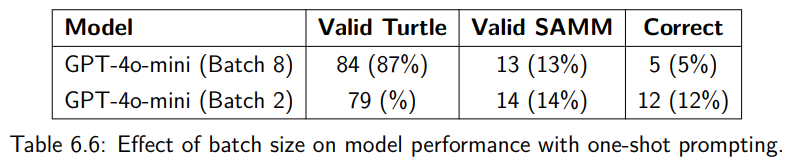 Model Valid Turtle Valid SAMM Correct
GPT-4o-mini (Batch 8) 84 (87%) 13 (13%) 5 (5%)
GPT-4o-mini (Batch 2) 79 (%) 14 (14%) 12 (12%)
Table 6.6: Effect of batch size on model performance with one-shot prompting.